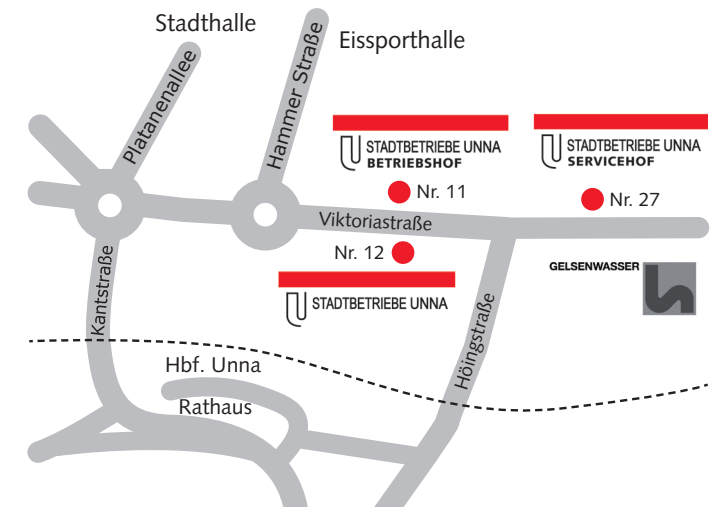 Stadthalle
Eissporthalle
Platanenallee
Hammer Straße
STADTBETRIEBE UNNA
BETRIEBSHOF
STADTBETRIEBE UNNA
SERVICEHOF
Nr. 11
Nr. 27
Viktoriastraße
Nr. 12
STADTBETRIEBE UNNA
GELSENWASSER
Kantstraße
Höingstraße
Hbf. Unna
Rathaus